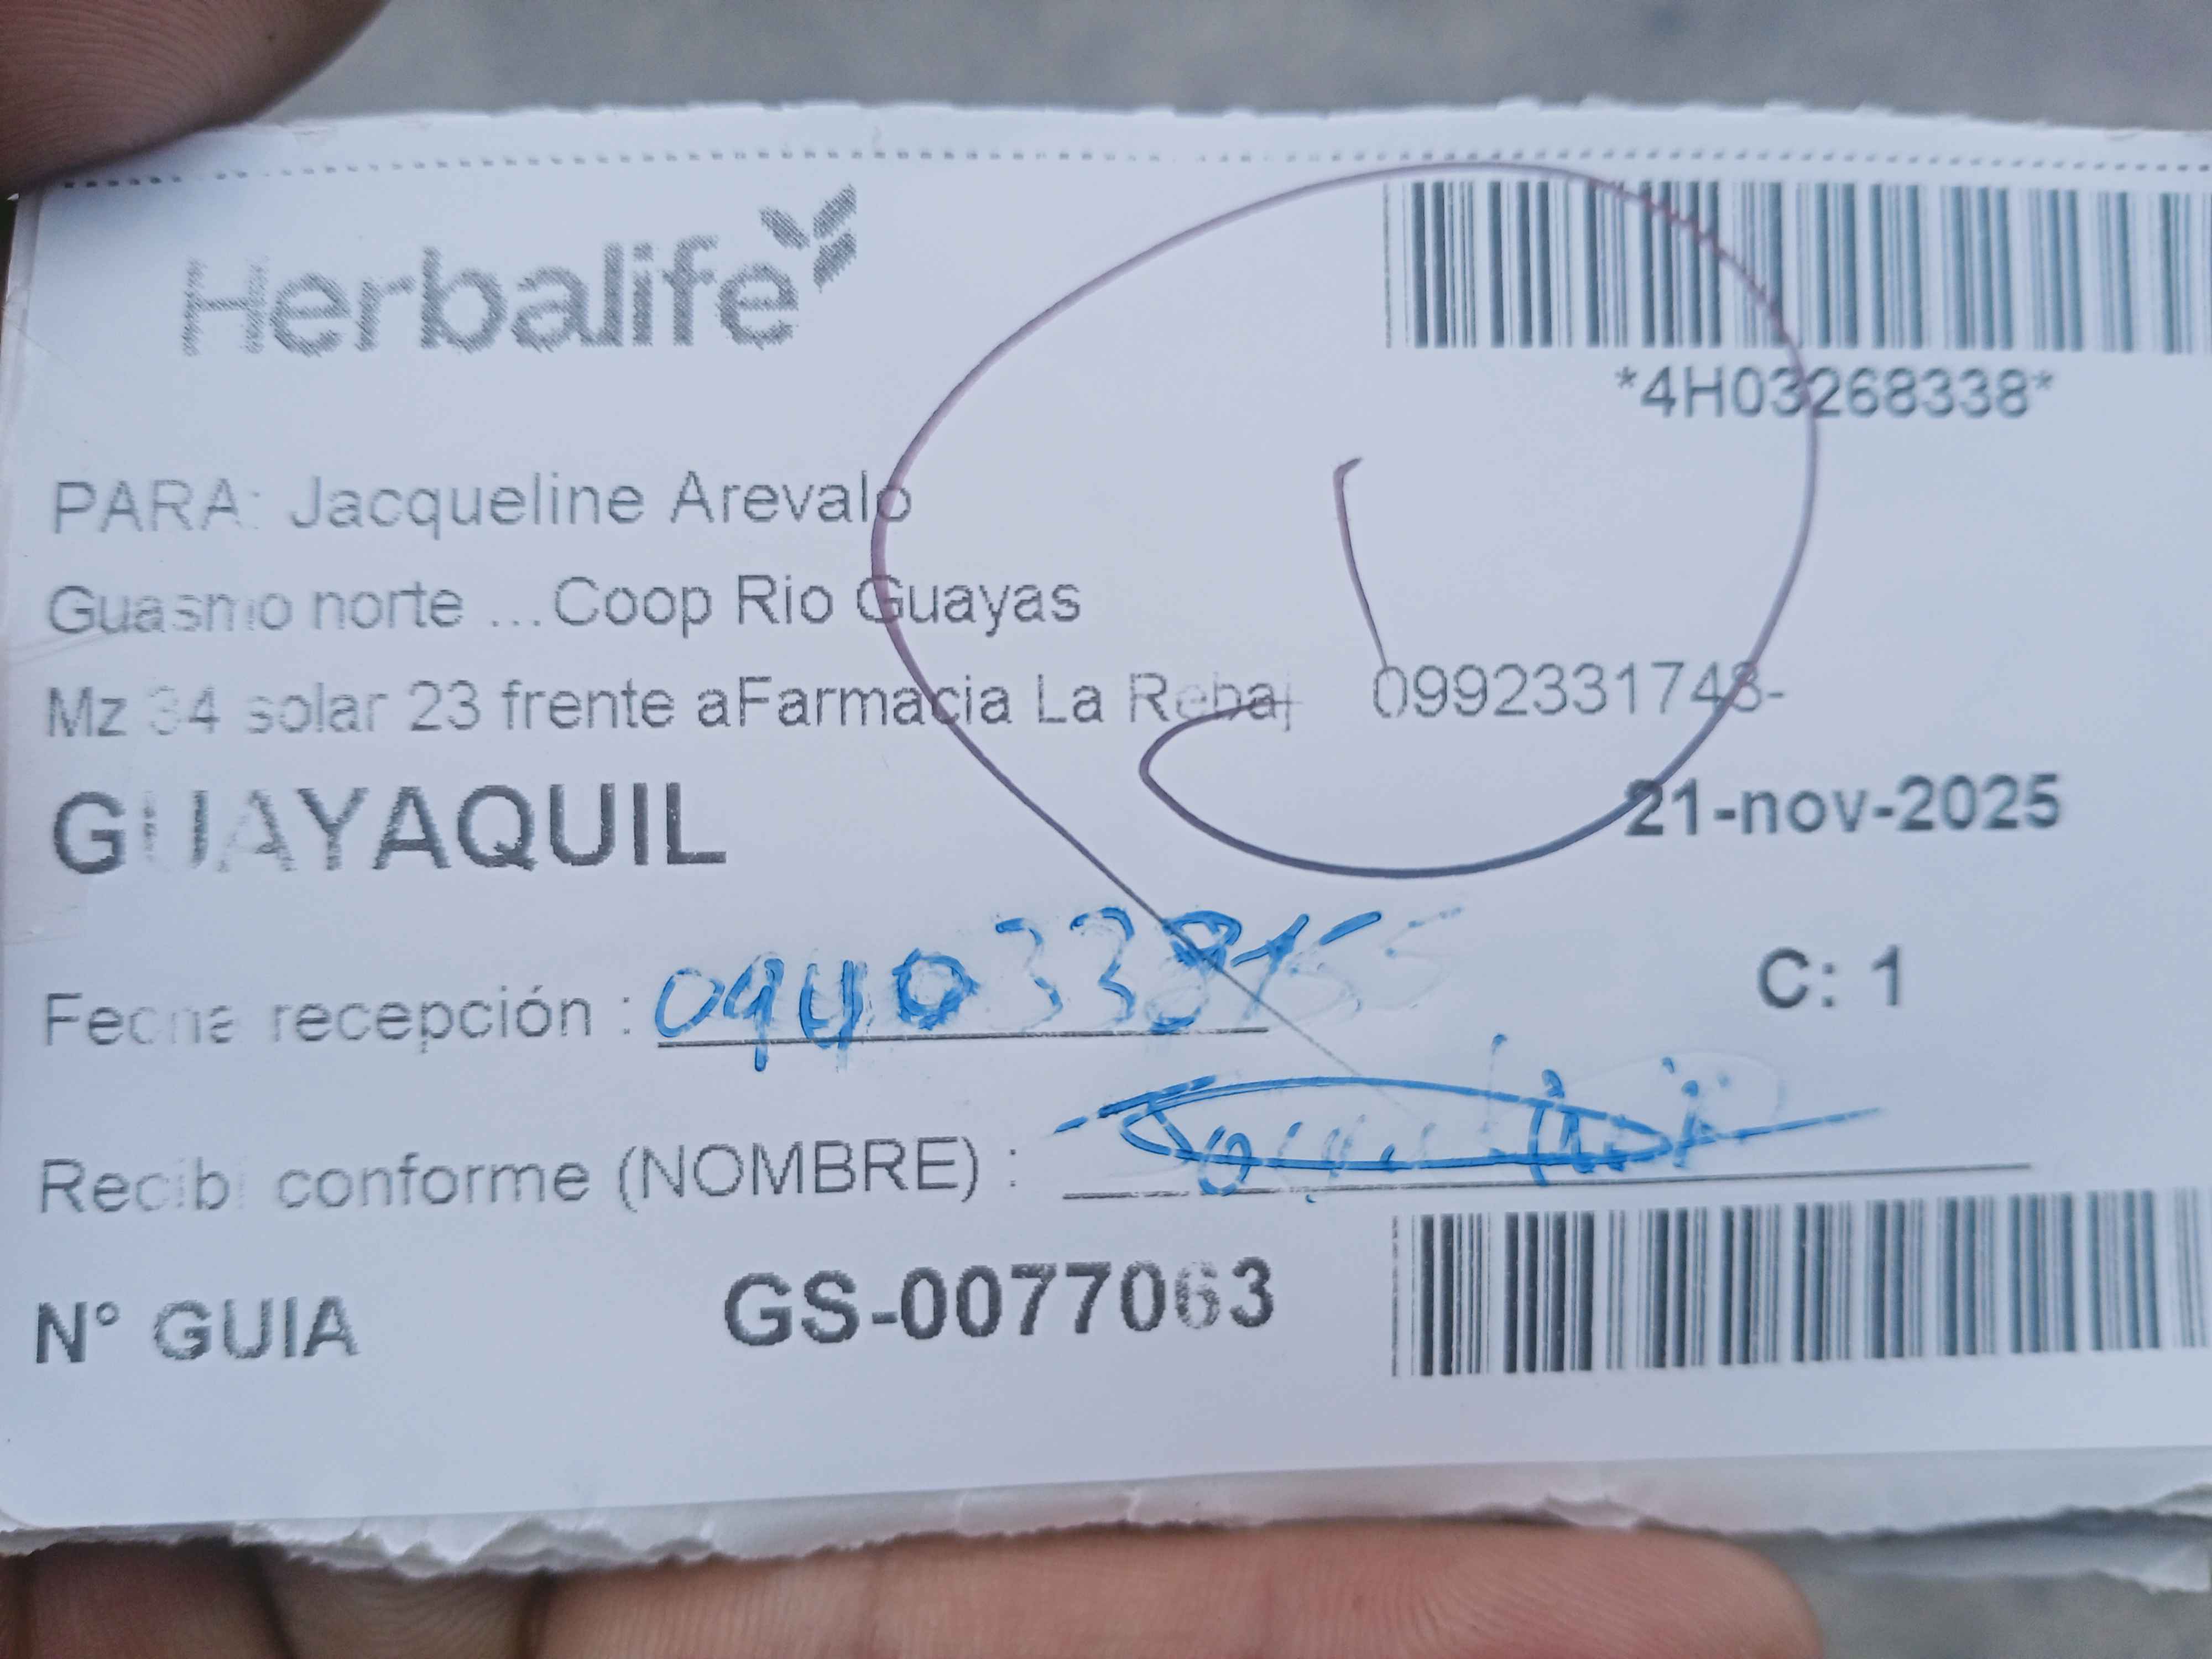 Herbalife
*4H03268338*
PARA: Jacqueline Arevalo
Guasmo norte ...Coop Rio Guayas
Mz 34 solar 23 frente aFarmacia La Rebaj 0992331748-
GUAYAQUIL
21-nov-2025
Fecha recepción :
C: 1
Recibi conforme (NOMBRE) :
N° GUIA GS-0077063